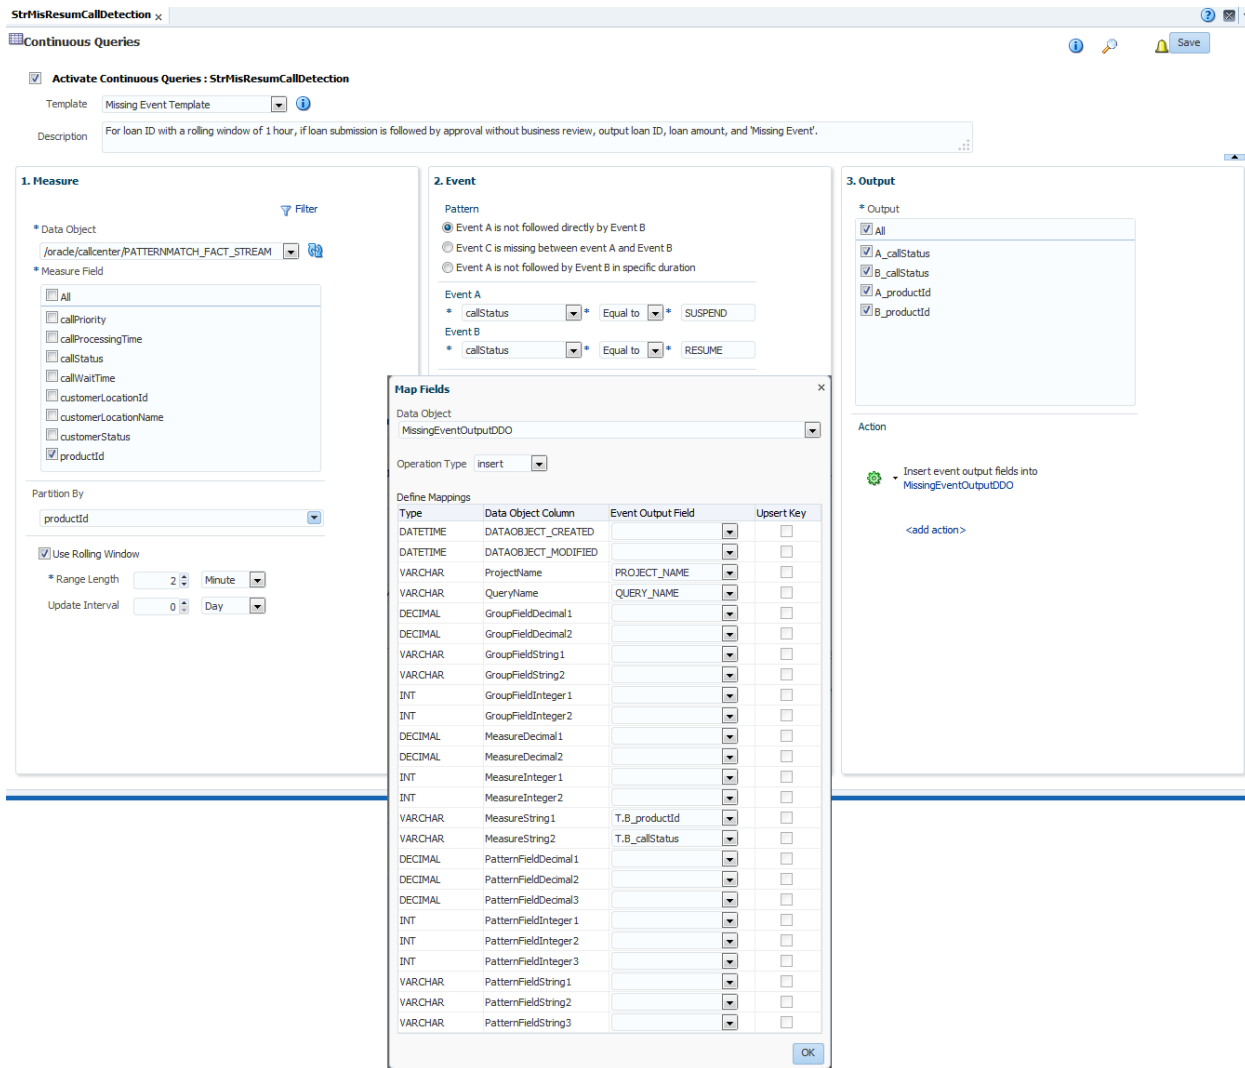 StrMisResumCallDetection x
Continuous Queries
Save
Activate Continuous Queries : StrMisResumCallDetection
Template Missing Event Template
Description For loan ID with a rolling window of 1 hour, if loan submission is followed by approval without business review, output loan ID, loan amount, and 'Missing Event'.
1. Measure
Filter
* Data Object
/oracle/callcenter/PATTERNMATCH_FACT_STREAM
* Measure Field
All
callPriority
callProcessingTime
callStatus
callWaitTime
customerLocationId
customerLocationName
customerStatus
productId
Partition By
productId
Use Rolling Window
* Range Length 2 Minute
Update Interval 0 Day
2. Event
Pattern
Event A is not followed directly by Event B
Event C is missing between event A and Event B
Event A is not followed by Event B in specific duration
Event A
* callStatus * Equal to * SUSPEND
Event B
* callStatus * Equal to * RESUME
3. Output
* Output
All
A_callStatus
B_callStatus
A_productId
B_productId
Action
Insert event output fields into
MissingEventOutputDDO
<add action>
Map Fields x
Data Object
MissingEventOutputDDO
Operation Type insert
Define Mappings
Type Data Object Column Event Output Field Upsert Key
DATETIME DATAOBJECT_CREATED
DATETIME DATAOBJECT_MODIFIED
VARCHAR ProjectName PROJECT_NAME
VARCHAR QueryName QUERY_NAME
DECIMAL GroupFieldDecimal1
DECIMAL GroupFieldDecimal2
VARCHAR GroupFieldString1
VARCHAR GroupFieldString2
INT GroupFieldInteger1
INT GroupFieldInteger2
DECIMAL MeasureDecimal1
DECIMAL MeasureDecimal2
INT MeasureInteger1
INT MeasureInteger2
VARCHAR MeasureString1 T.B_productId
VARCHAR MeasureString2 T.B_callStatus
DECIMAL PatternFieldDecimal1
DECIMAL PatternFieldDecimal2
DECIMAL PatternFieldDecimal3
INT PatternFieldInteger1
INT PatternFieldInteger2
INT PatternFieldInteger3
VARCHAR PatternFieldString1
VARCHAR PatternFieldString2
VARCHAR PatternFieldString3
OK